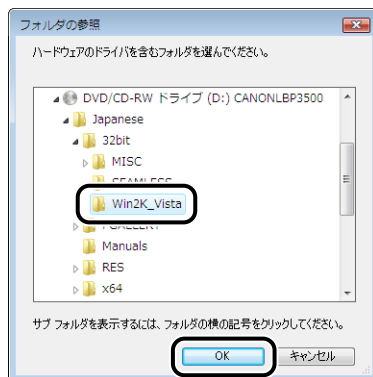 フォルダの参照
ハードウェアのドライバを含むフォルダを選んでください。
DVD/CD-RW ドライブ (D:) CANONLBP3500
Japanese
32bit
MISC
Win2K_Vista
Manuals
RES
x64
サブ フォルダを表示するには、フォルダの横の記号をクリックしてください。
OK
キャンセル